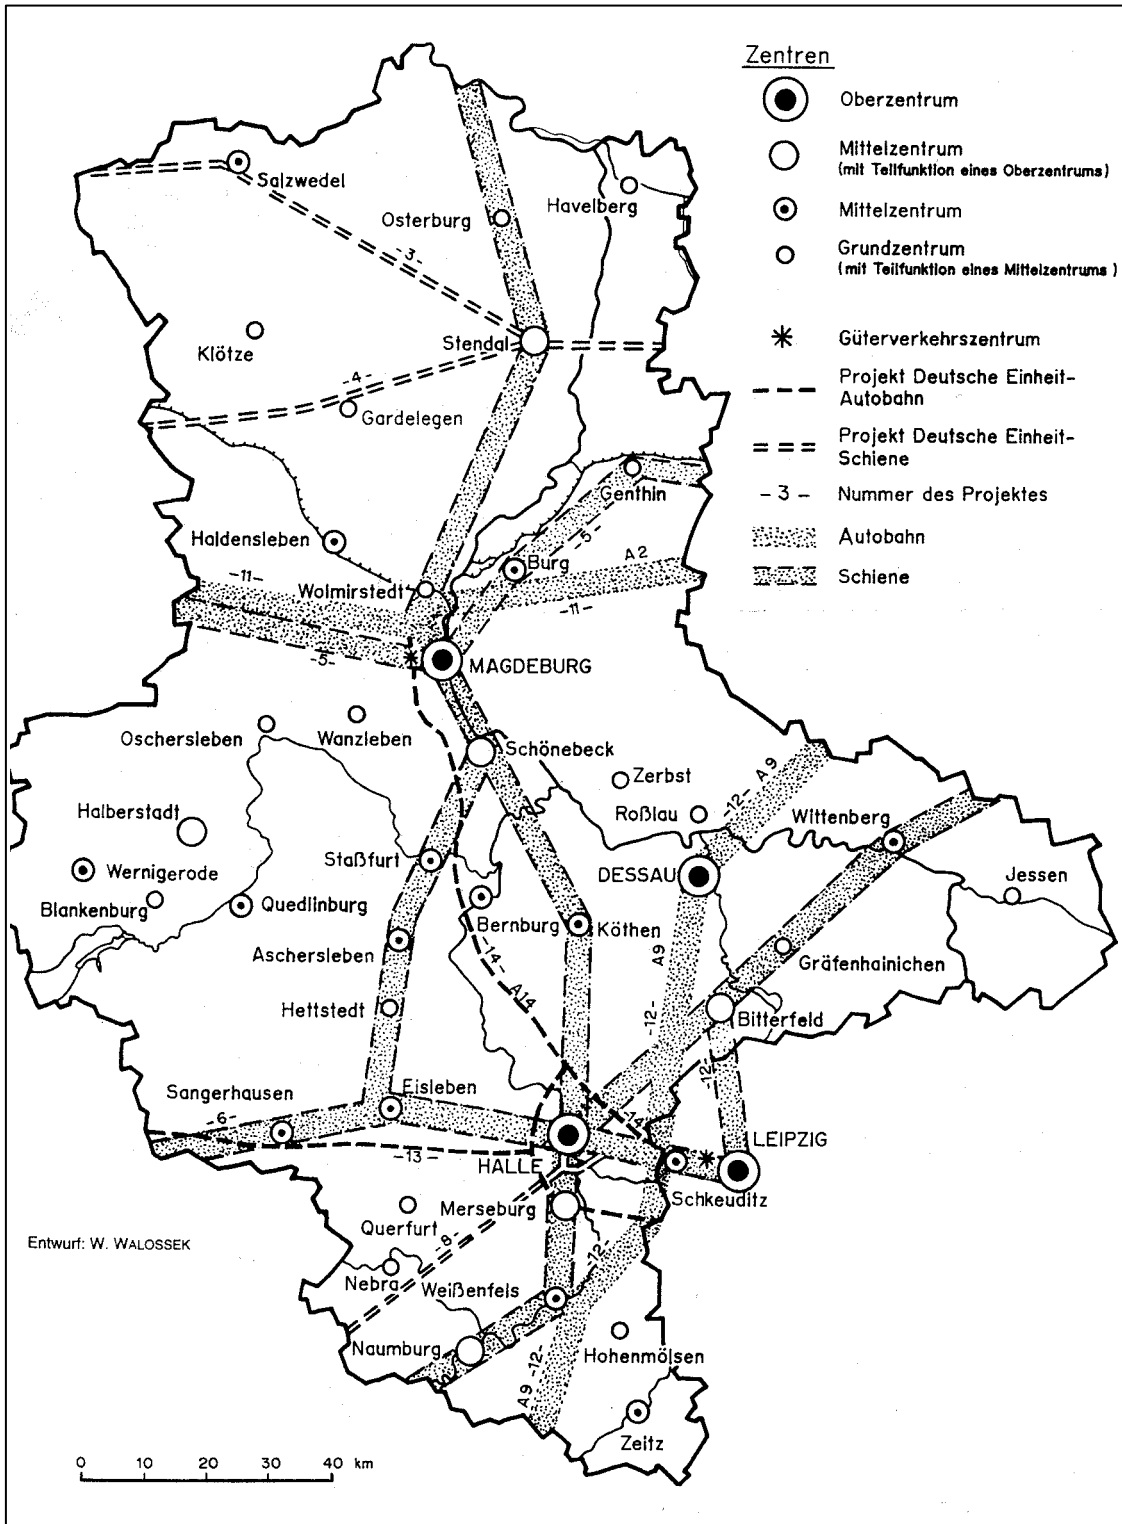 Zentren
Oberzentrum
Mittelzentrum
(mit Teilfunktion eines Oberzentrums)
Mittelzentrum
Grundzentrum
(mit Teilfunktion eines Mittelzentrums)
Güterverkehrszentrum
Projekt Deutsche Einheit-
Autobahn
Projekt Deutsche Einheit-
Schiene
-3- Nummer des Projektes
Autobahn
Schiene
Salzwedel
Havelberg
Osterburg
-3-
Stendal
Klötze
-4-
Gardelegen
Genthin
-5-
Haldensleben
Burg
A2
-11-
Wolmirstedt
-11-
-5-
MAGDEBURG
Oschersleben
Wanzleben
Schönebeck
Zerbst
-12- A9
Halberstadt
Roßlau
Wittenberg
Staßfurt
Wernigerode
DESSAU
Jessen
Blankenburg
Quedlinburg
Bernburg
Köthen
Aschersleben
-14-
A9
Gräfenhainichen
A14
Hettstedt
-12-
Bitterfeld
-12-
Sangerhausen
Eisleben
-6-
-14-
LEIPZIG
-13-
HALLE
Schkeuditz
Merseburg
Querfurt
Entwurf: W. WALOSSEK
-8-
-12-
Nebra
Weißenfels
Naumburg
Hohenmölsen
A9 -12-
Zeitz
0 10 20 30 40 km